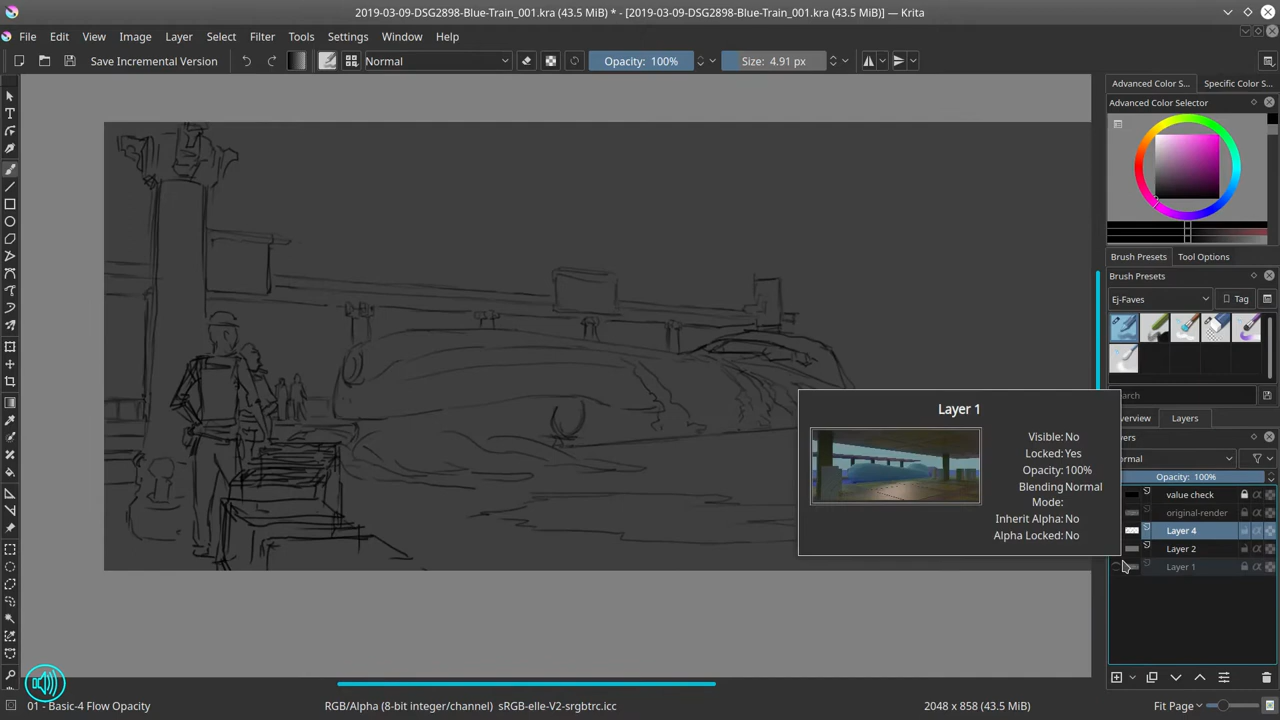 2019-03-09-DSG2898-Blue-Train_001.kra (43.5 MiB) * - [2019-03-09-DSG2898-Blue-Train_001.kra (43.5 MiB)] — Krita
File Edit View Image Layer Select Filter Tools Settings Window Help
Save Incremental Version Normal Opacity: 100% Size: 4.91 px
Advanced Color S... Specific Color S...
Advanced Color Selector
Brush Presets Tool Options
Brush Presets
Ej-Faves Tag
earch
verview Layers
yers
ormal
Opacity: 100%
value check
original-render
Layer 4
Layer 2
Layer 1
Layer 1
Visible: No
Locked: Yes
Opacity: 100%
Blending Normal
Mode:
Inherit Alpha: No
Alpha Locked: No
01 - Basic-4 Flow Opacity RGB/Alpha (8-bit integer/channel) sRGB-elle-V2-srgbtrc.icc 2048 x 858 (43.5 MiB) Fit Page